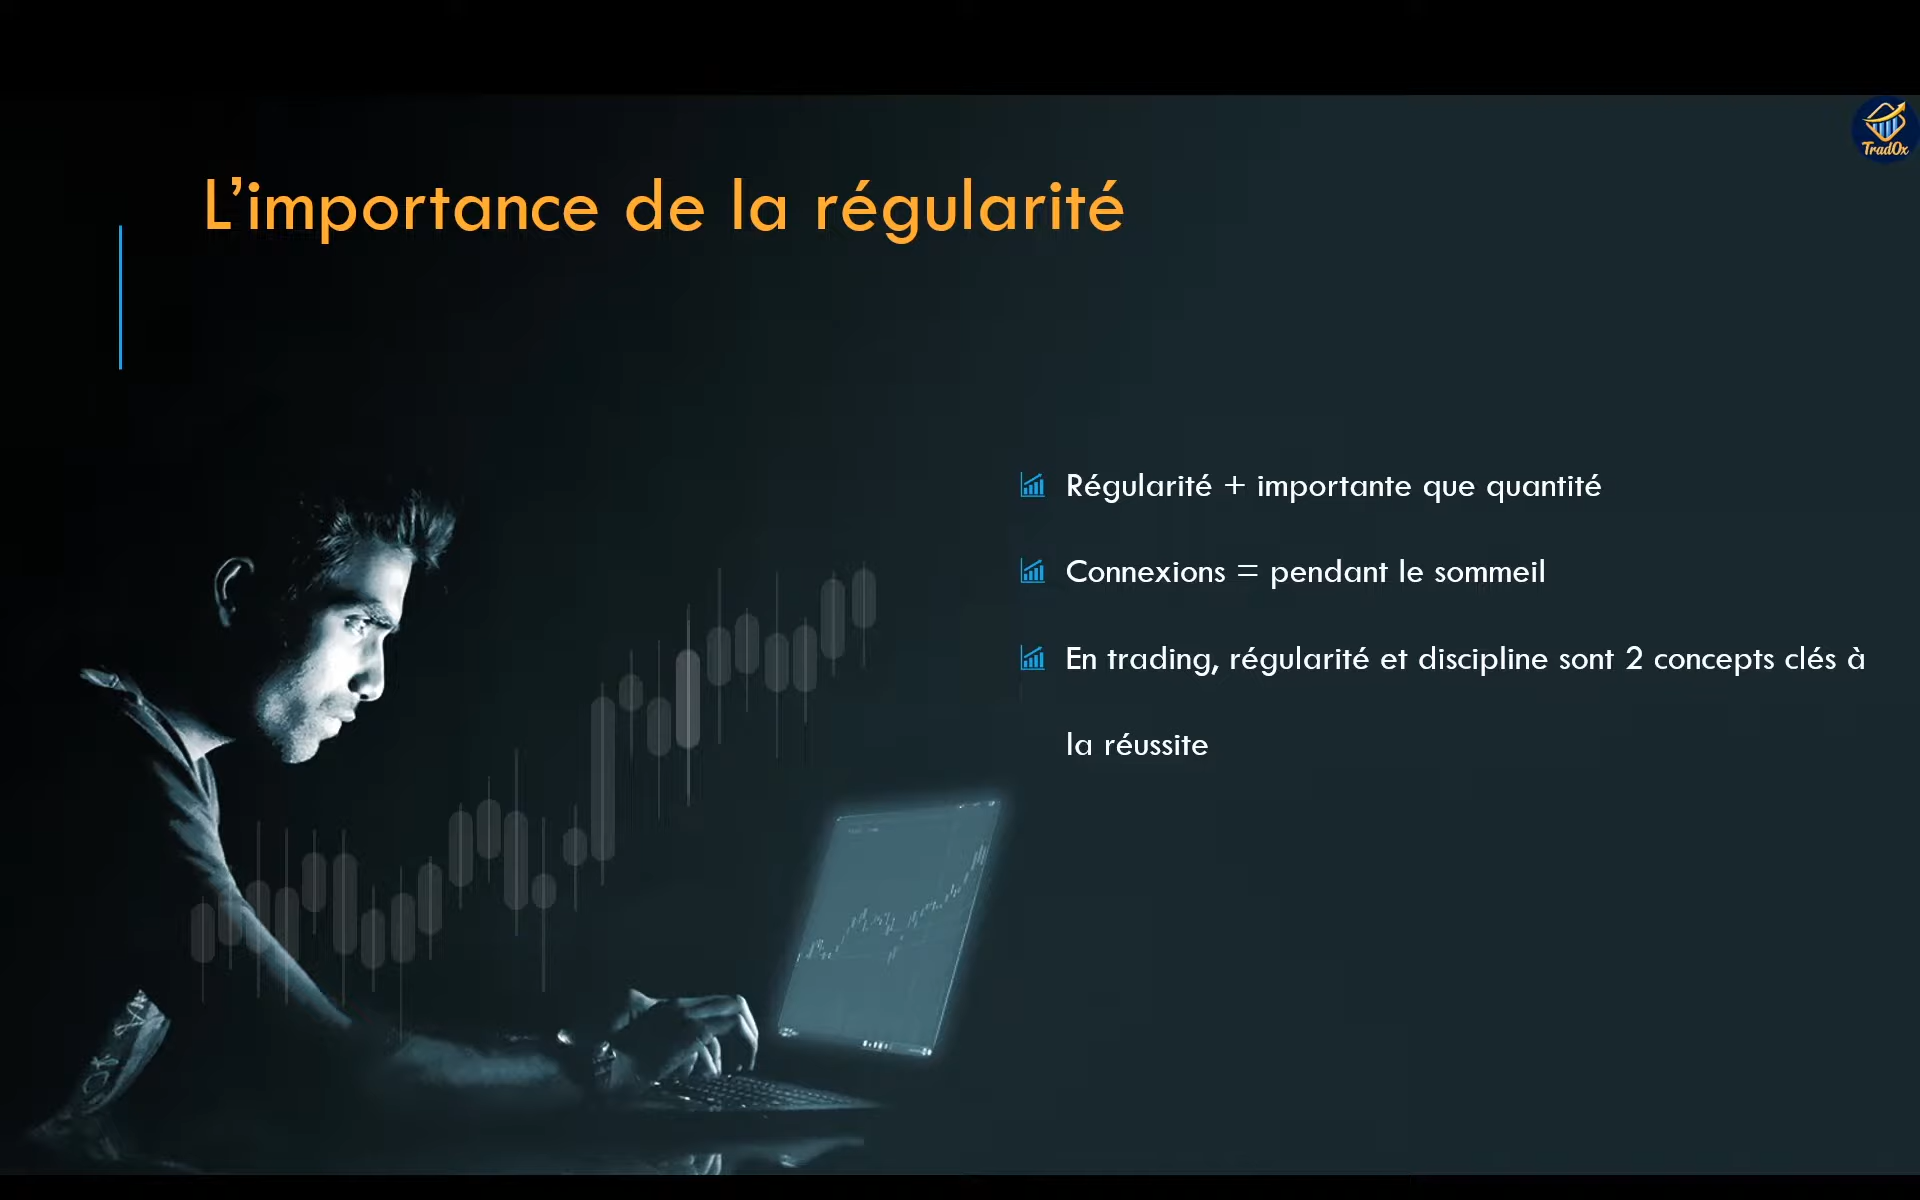 TradOx
L’importance de la régularité
Régularité + importante que quantité
Connexions = pendant le sommeil
En trading, régularité et discipline sont 2 concepts clés à
la réussite